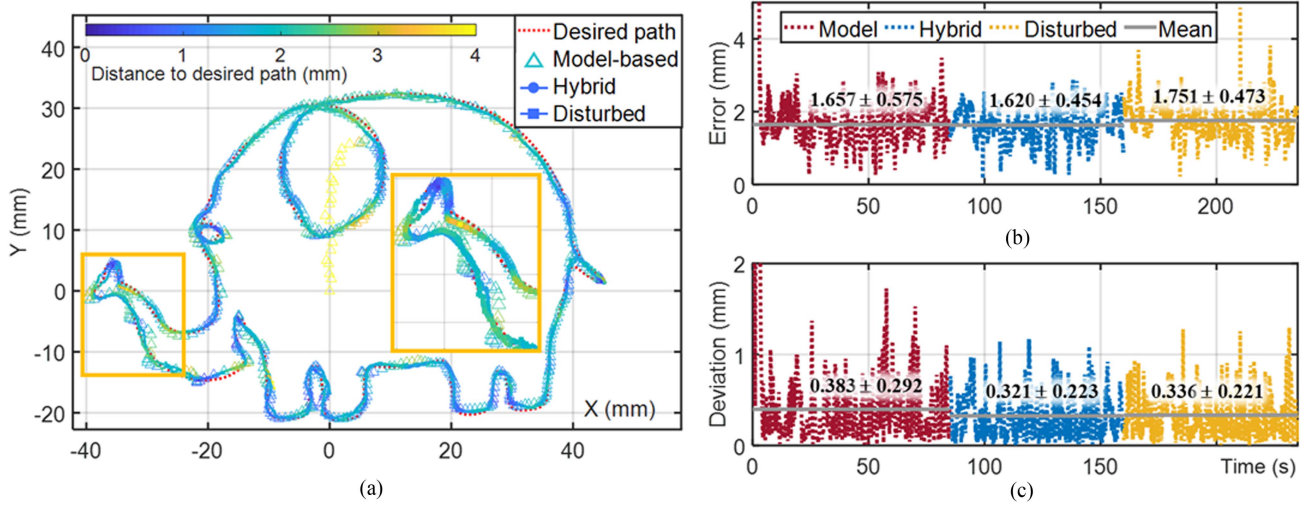 40
30
20
10
0
-10
-20
Y (mm)
0 1 2 3 4
Distance to desired path (mm)
Desired path
Model-based
Hybrid
Disturbed
X (mm)
-40 -20 0 20 40
(a)
Model Hybrid Disturbed Mean
4
2
0
Error (mm)
1.657 ± 0.575
1.620 ± 0.454
1.751 ± 0.473
0 50 100 150 200
(b)
2
1
0
Deviation (mm)
0.383 ± 0.292
0.321 ± 0.223
0.336 ± 0.221
0 50 100 150 Time (s)
(c)